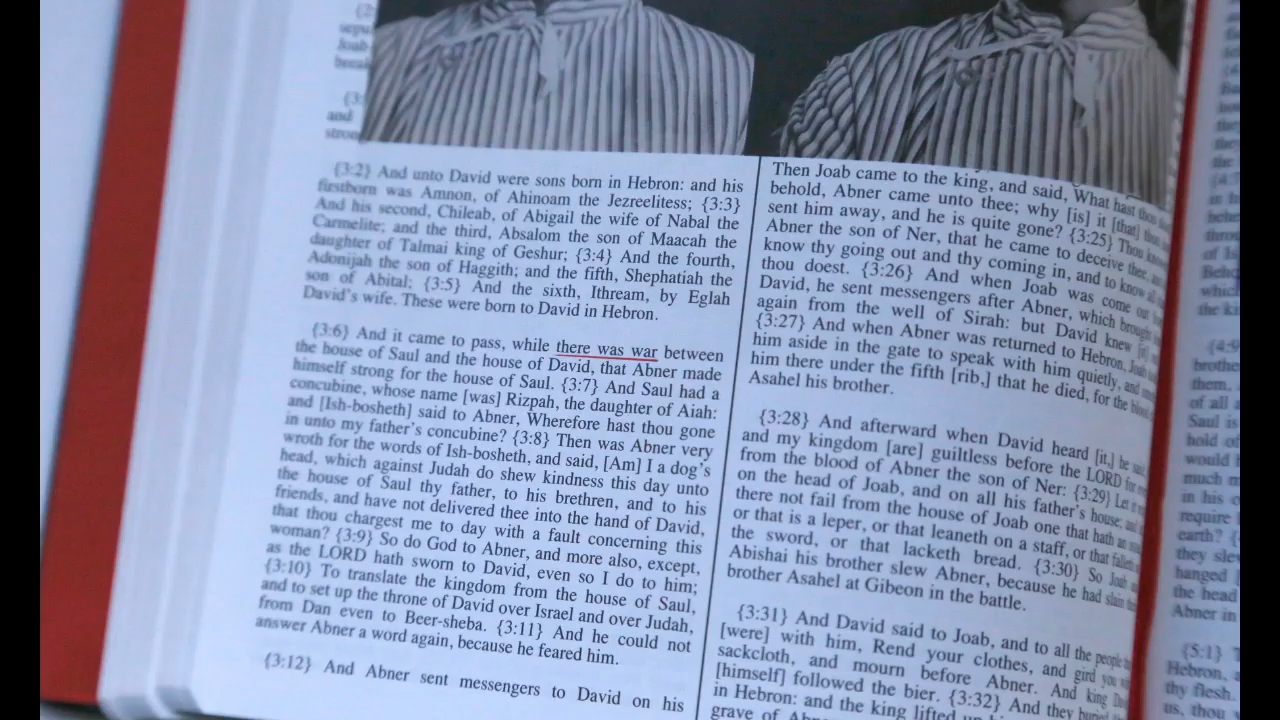 {3:2} And unto David were sons born in Hebron: and his
firstborn was Amnon, of Ahinoam the Jezreelitess; {3:3}
And his second, Chileab, of Abigail the wife of Nabal the
Carmelite; and the third, Absalom the son of Maacah the
daughter of Talmai king of Geshur; {3:4} And the fourth,
Adonijah the son of Haggith; and the fifth, Shephatiah the
son of Abital; {3:5} And the sixth, Ithream, by Eglah
David's wife. These were born to David in Hebron.
{3:6} And it came to pass, while there was war between
the house of Saul and the house of David, that Abner made
himself strong for the house of Saul. {3:7} And Saul had a
concubine, whose name [was] Rizpah, the daughter of Aiah:
and [Ish-bosheth] said to Abner, Wherefore hast thou gone
in unto my father's concubine? {3:8} Then was Abner very
wroth for the words of Ish-bosheth, and said, [Am] I a dog's
head, which against Judah do shew kindness this day unto
the house of Saul thy father, to his brethren, and to his
friends, and have not delivered thee into the hand of David,
that thou chargest me to day with a fault concerning this
woman? {3:9} So do God to Abner, and more also, except,
as the LORD hath sworn to David, even so I do to him;
{3:10} To translate the kingdom from the house of Saul,
and to set up the throne of David over Israel and over Judah,
from Dan even to Beer-sheba. {3:11} And he could not
answer Abner a word again, because he feared him.
{3:12} And Abner sent messengers to David on his
Then Joab came to the king, and said, What hast thou
behold, Abner came unto thee; why [is] it [that] thou
sent him away, and he is quite gone? {3:25} Thou
Abner the son of Ner, that he came to deceive thee,
know thy going out and thy coming in, and to know all
thou doest. {3:26} And when Joab was come out
David, he sent messengers after Abner, which brought
again from the well of Sirah: but David knew [it]
{3:27} And when Abner was returned to Hebron, Joab
him aside in the gate to speak with him quietly, and
him there under the fifth [rib,] that he died, for the blood
Asahel his brother.
{3:28} And afterward when David heard [it,] he
and my kingdom [are] guiltless before the LORD for
from the blood of Abner the son of Ner: {3:29} Let it
on the head of Joab, and on all his father's house; and
there not fail from the house of Joab one that hath an
or that is a leper, or that leaneth on a staff, or that
the sword, or that lacketh bread. {3:30} So Joab
Abishai his brother slew Abner, because he had slain
brother Asahel at Gibeon in the battle.
{3:31} And David said to Joab, and to all the people
[were] with him, Rend your clothes, and gird you
sackcloth, and mourn before Abner. And king
[himself] followed the bier. {3:32} And they
in Hebron: and the king lifted up
grave of